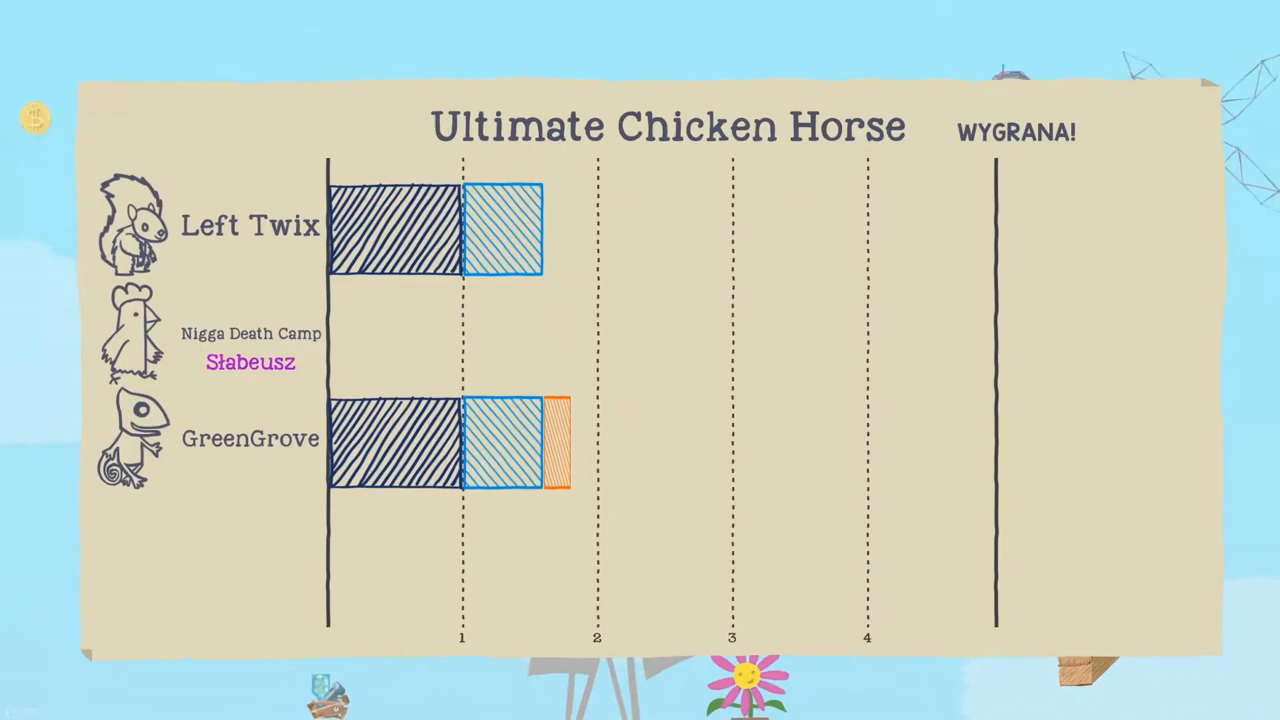 Ultimate Chicken Horse
WYGRANA!
Left Twix
Nigga Death Camp
Słabeusz
GreenGrove
1 2 3 4